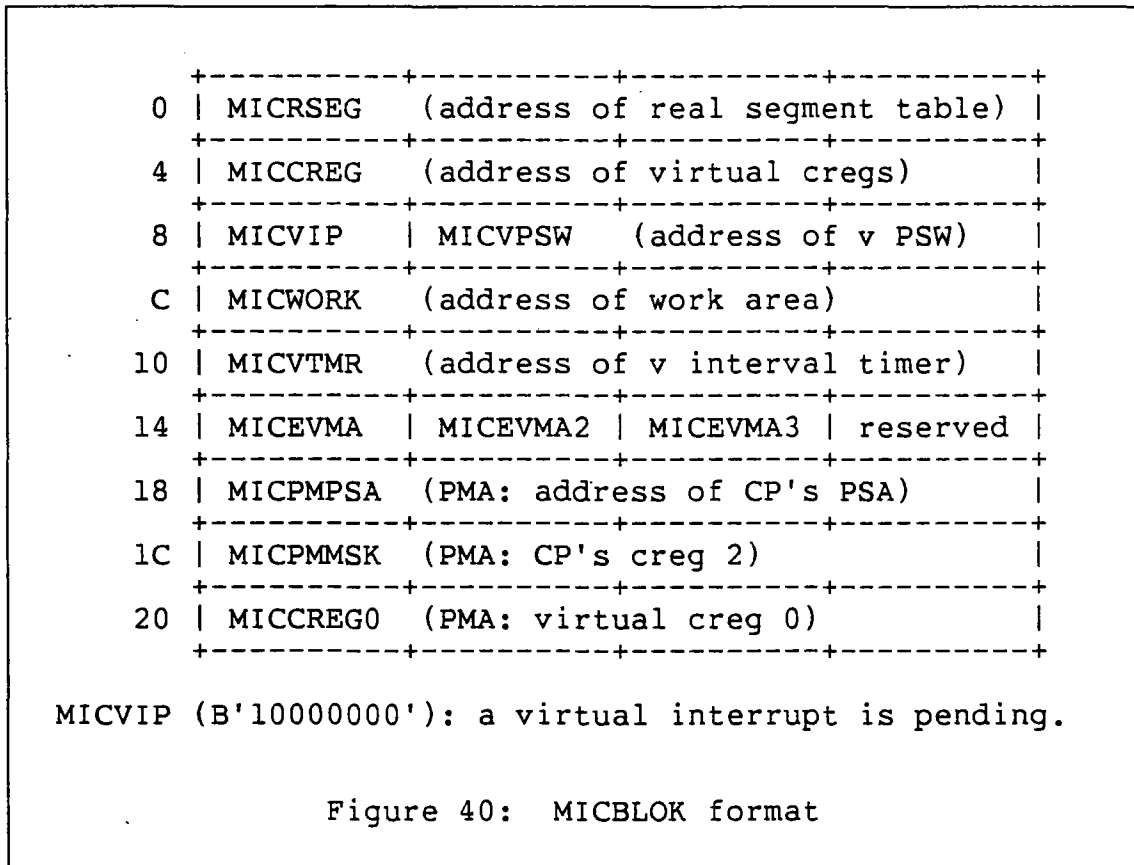 +----------+----------+----------+----------+
0 | MICRSEG (address of real segment table) |
+----------+----------+----------+----------+
4 | MICCREG (address of virtual cregs) |
+----------+----------+----------+----------+
8 | MICVIP | MICVPSW (address of v PSW) |
+----------+----------+----------+----------+
C | MICWORK (address of work area) |
+----------+----------+----------+----------+
10 | MICVTMR (address of v interval timer) |
+----------+----------+----------+----------+
14 | MICEVMA | MICEVMA2 | MICEVMA3 | reserved |
+----------+----------+----------+----------+
18 | MICPMPSA (PMA: address of CP's PSA) |
+----------+----------+----------+----------+
1C | MICPMMSK (PMA: CP's creg 2) |
+----------+----------+----------+----------+
20 | MICCREG0 (PMA: virtual creg 0) |
+----------+----------+----------+----------+
MICVIP (B'10000000'): a virtual interrupt is pending.
Figure 40: MICBLOK format